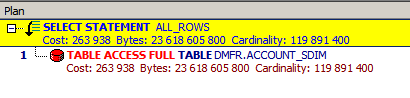 Plan
SELECT STATEMENT ALL_ROWS
Cost: 263 938 Bytes: 23 618 605 800 Cardinality: 119 891 400
1 TABLE ACCESS FULL TABLE DMFR.ACCOUNT_SDIM
Cost: 263 938 Bytes: 23 618 605 800 Cardinality: 119 891 400